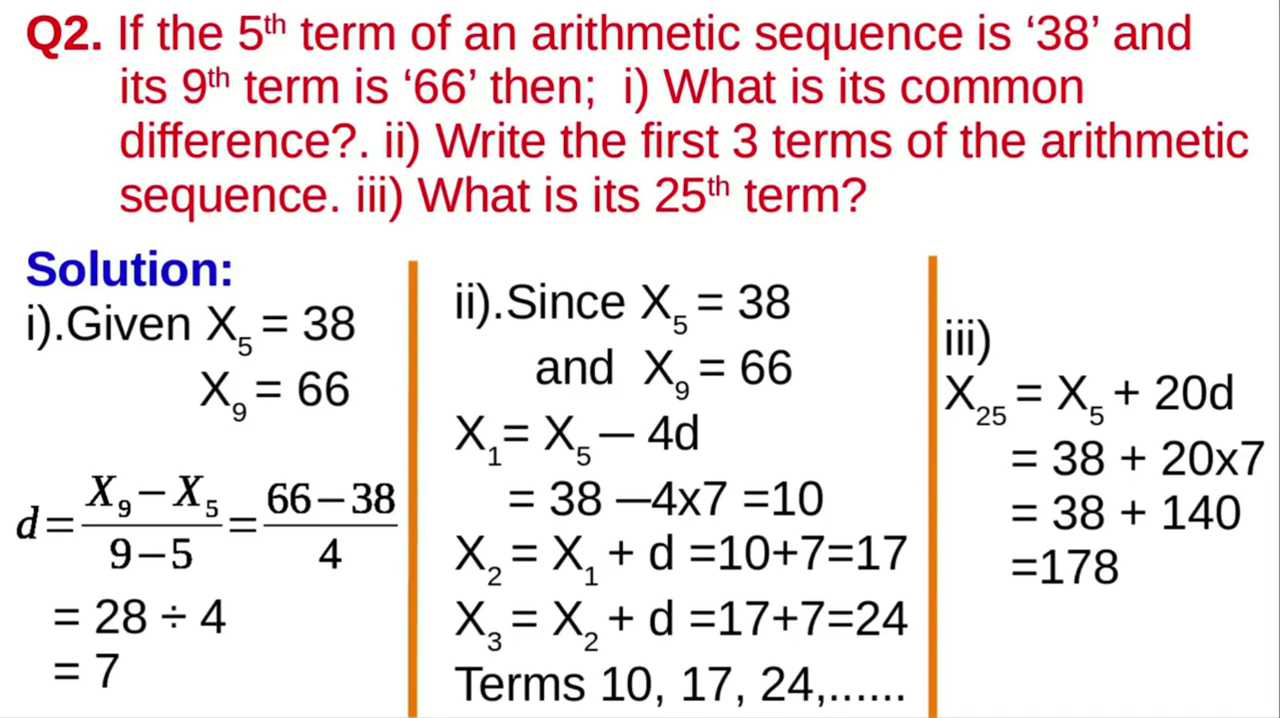 Q2. If the 5th term of an arithmetic sequence is ‘38’ and
its 9th term is ‘66’ then; i) What is its common
difference?. ii) Write the first 3 terms of the arithmetic
sequence. iii) What is its 25th term?
Solution:
i).Given X5 = 38
X9 = 66
d = (X9 − X5)/(9 − 5) = (66 − 38)/4
= 28 ÷ 4
= 7
ii).Since X5 = 38
and X9 = 66
X1= X5 — 4d
= 38 —4x7 =10
X2 = X1 + d =10+7=17
X3 = X2 + d =17+7=24
Terms 10, 17, 24,......
iii)
X25 = X5 + 20d
= 38 + 20x7
= 38 + 140
=178